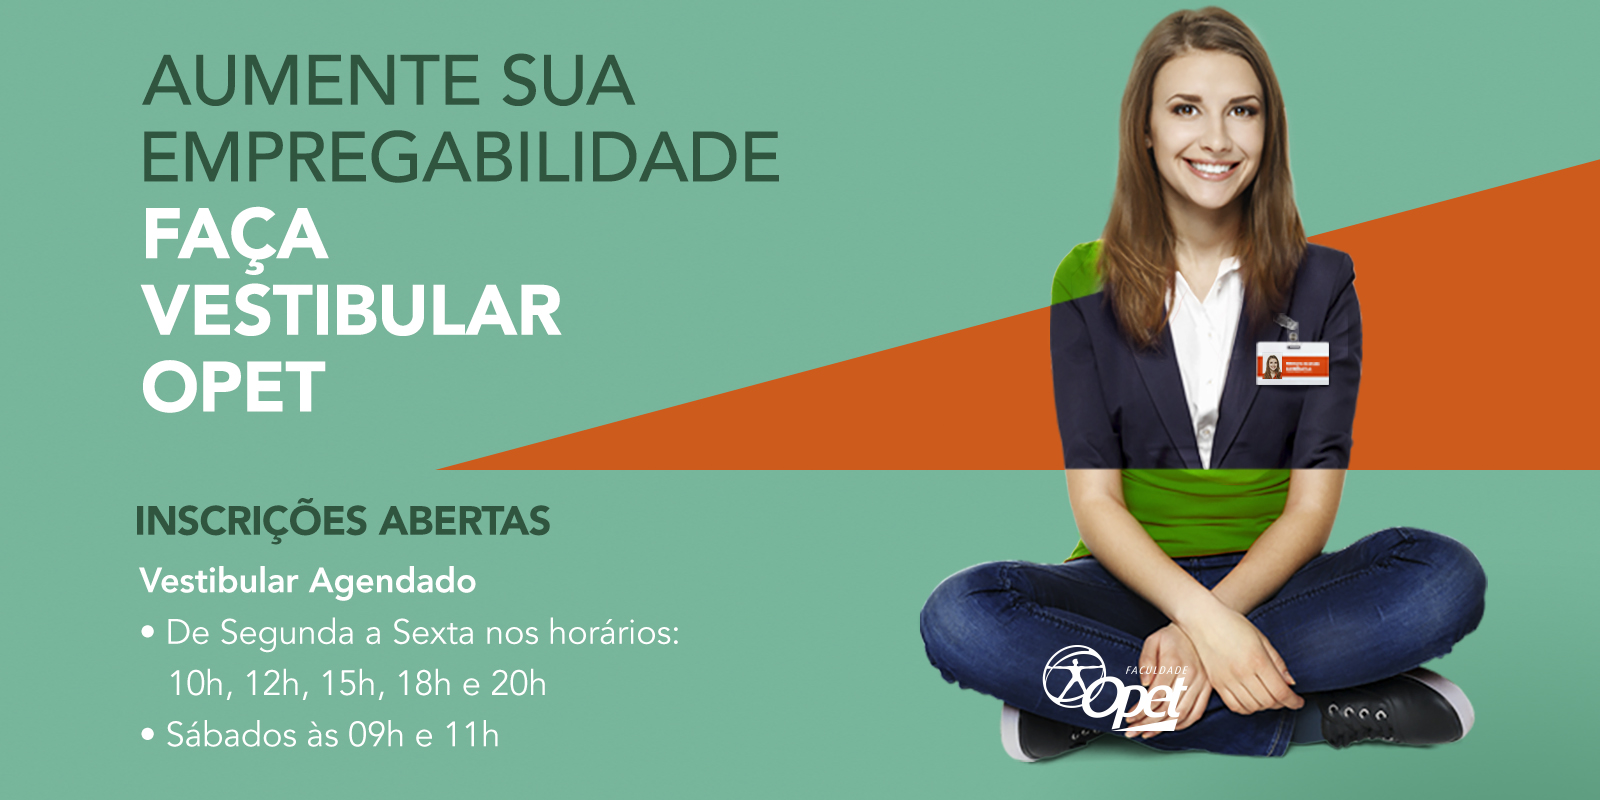 AUMENTE SUA
EMPREGABILIDADE
FAÇA
VESTIBULAR
OPET
INSCRIÇÕES ABERTAS
Vestibular Agendado
• De Segunda a Sexta nos horários:
10h, 12h, 15h, 18h e 20h
• Sábados às 09h e 11h
FACULDADE
Opet